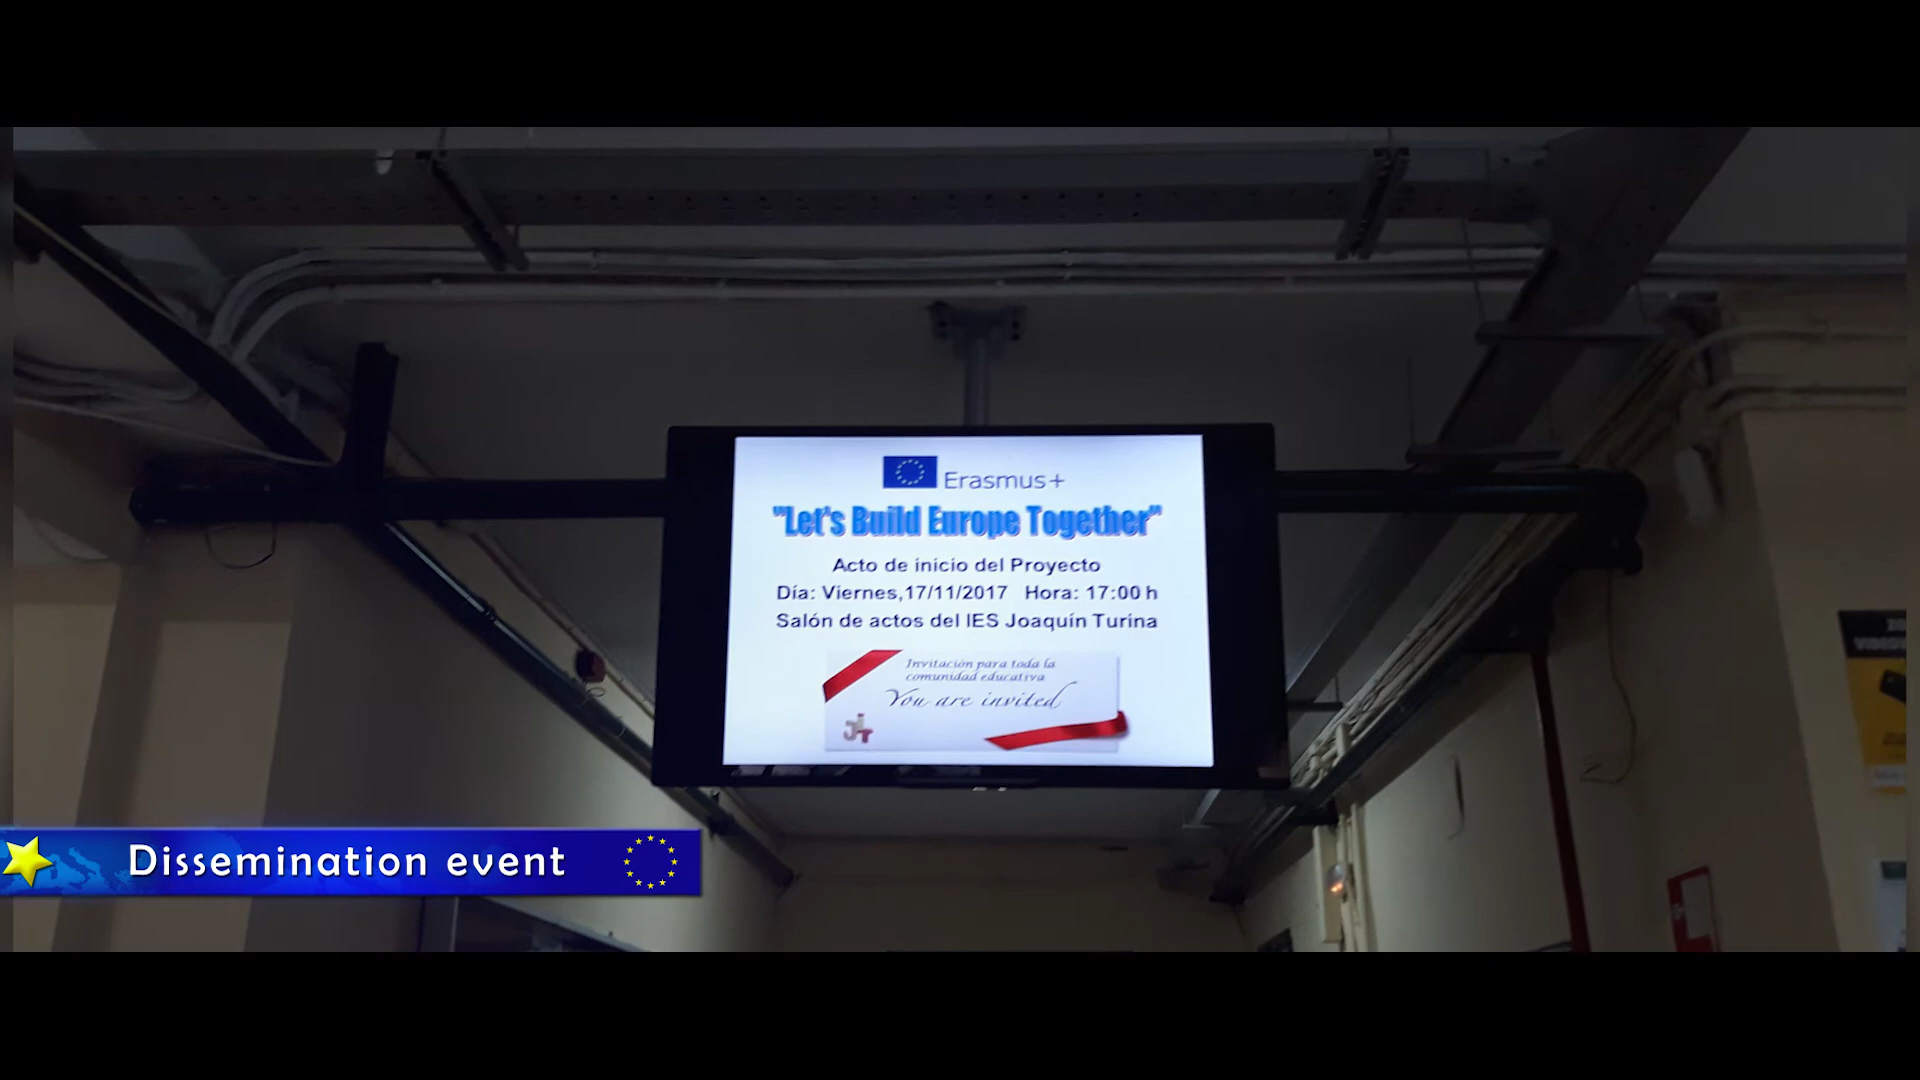 Erasmus+
"Let's Build Europe Together"
Acto de inicio del Proyecto
Día: Viernes,17/11/2017 Hora: 17:00 h
Salón de actos del IES Joaquín Turina
Invitación para toda la
comunidad educativa
You are invited
jtr
Dissemination event